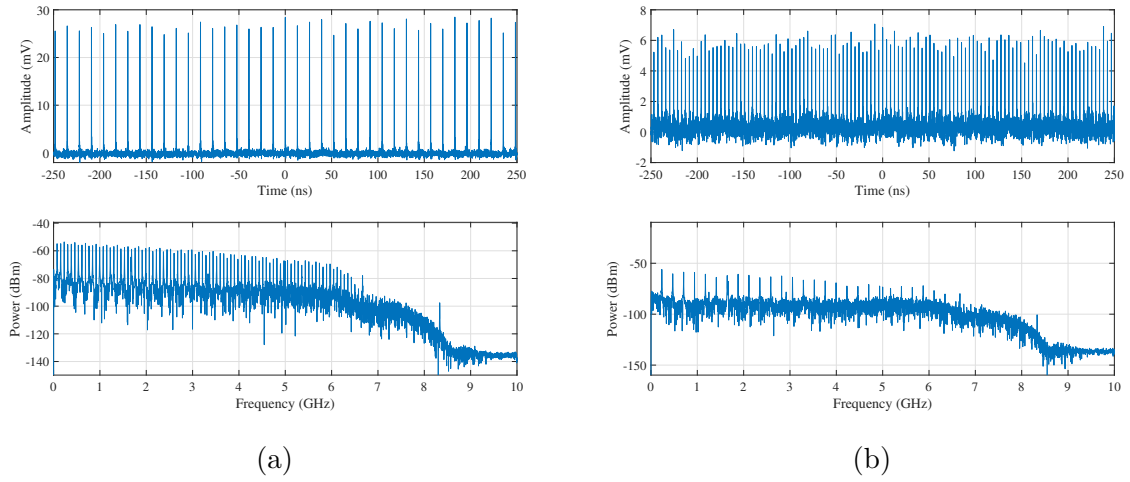 30
20
10
0
Amplitude (mV)
-250 -200 -150 -100 -50 0 50 100 150 200 250
Time (ns)
8
6
4
2
0
-2
Amplitude (mV)
-250 -200 -150 -100 -50 0 50 100 150 200 250
Time (ns)
-40
-60
-80
-100
-120
-140
Power (dBm)
0 1 2 3 4 5 6 7 8 9 10
Frequency (GHz)
-50
-100
-150
Power (dBm)
0 1 2 3 4 5 6 7 8 9 10
Frequency (GHz)
(a)
(b)